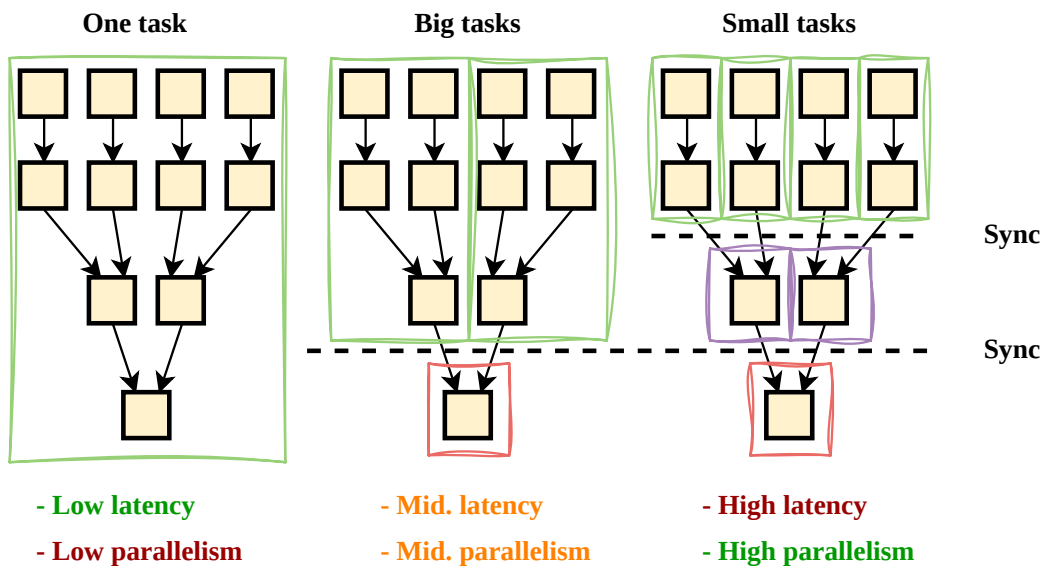 One task
Big tasks
Small tasks
Sync
Sync
- Low latency
- Low parallelism
- Mid. latency
- Mid. parallelism
- High latency
- High parallelism